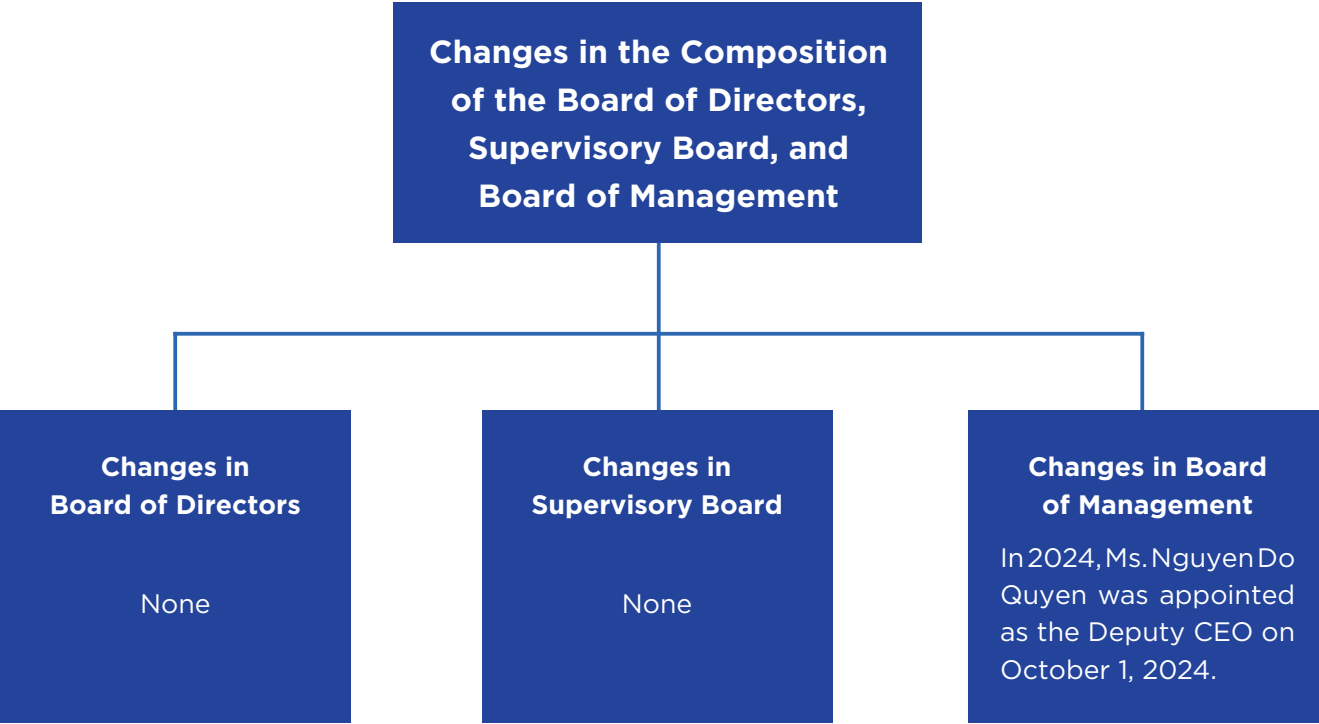 Changes in the Composition
of the Board of Directors,
Supervisory Board, and
Board of Management
Changes in
Board of Directors
None
Changes in
Supervisory Board
None
Changes in Board
of Management
In 2024, Ms. Nguyen Do
Quyen was appointed
as the Deputy CEO on
October 1, 2024.